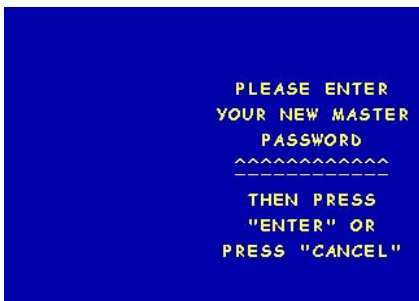 PLEASE ENTER
YOUR NEW MASTER
PASSWORD
^^^^^^^^^^^^
------------
THEN PRESS
"ENTER" OR
PRESS "CANCEL"